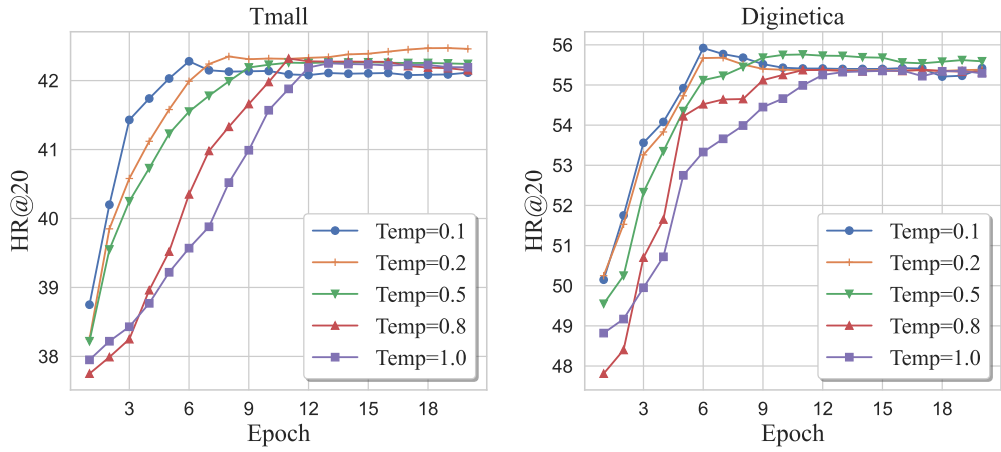 Tmall
HR@20
42
41
40
39
38
3 6 9 12 15 18
Epoch
Temp=0.1
Temp=0.2
Temp=0.5
Temp=0.8
Temp=1.0
Diginetica
HR@20
56
55
54
53
52
51
50
49
48
3 6 9 12 15 18
Epoch
Temp=0.1
Temp=0.2
Temp=0.5
Temp=0.8
Temp=1.0